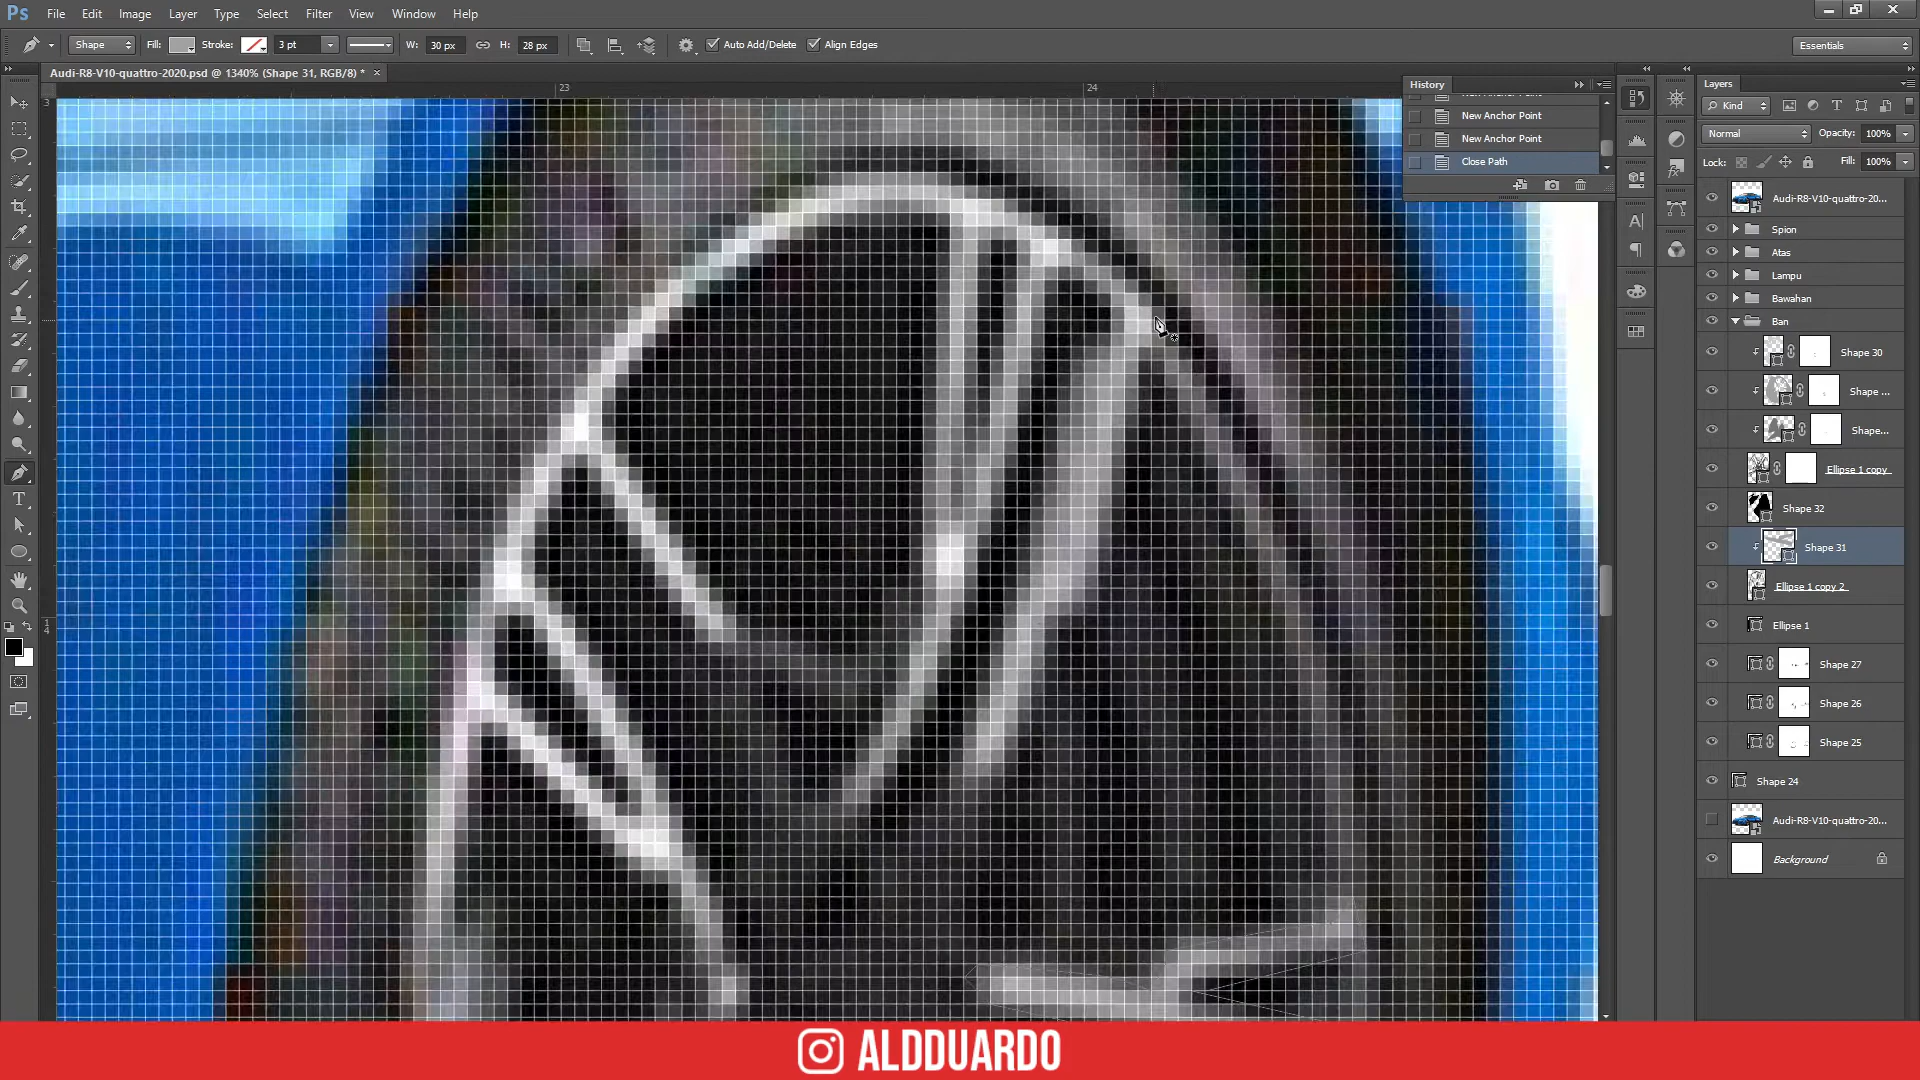 Ps File Edit Image Layer Type Select Filter View Window Help
Shape Fill: Stroke: 3 pt W: 30 px H: 28 px Auto Add/Delete Align Edges Essentials
Audi-R8-V10-quattro-2020.psd @ 1340% (Shape 31, RGB/8) * ×
23 24
3
1
4
History
New Anchor Point
New Anchor Point
Close Path
Layers
Kind
Normal Opacity: 100%
Lock: Fill: 100%
Audi-R8-V10-quattro-20...
Spion
Atas
Lampu
Bawahan
Ban
Shape 30
Shape ...
Shape...
Ellipse 1 copy
Shape 32
Shape 31
Ellipse 1 copy 2
Ellipse 1
Shape 27
Shape 26
Shape 25
Shape 24
Audi-R8-V10-quattro-20...
Background
ALDDUARDO